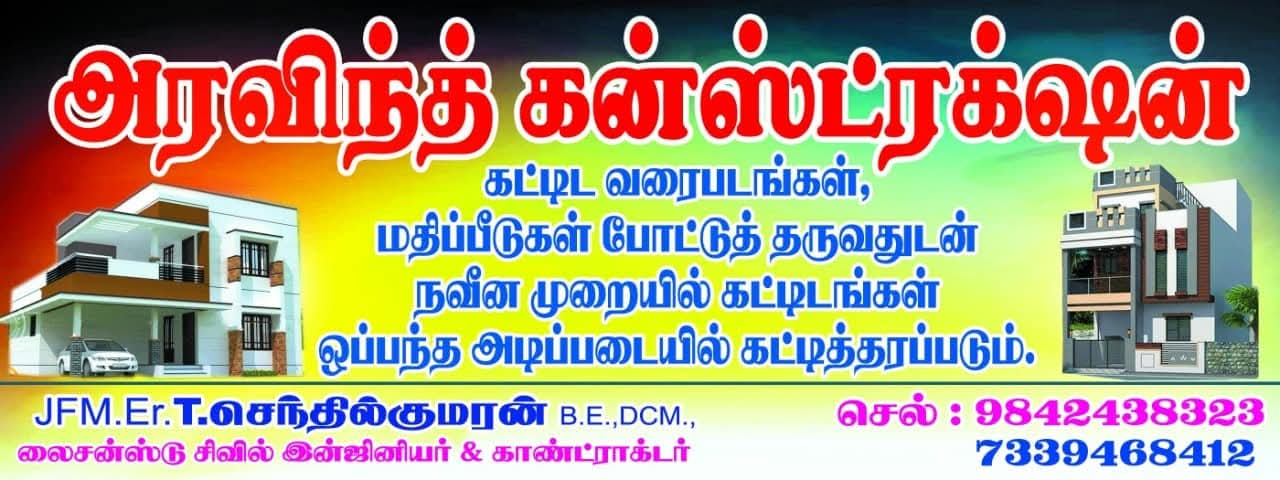 அரவிந்த் கன்ஸ்ட்ரக்ஷன்
கட்டிட வரைபடங்கள்,
மதிப்பீடுகள் போட்டுத் தருவதுடன்
நவீன முறையில் கட்டிடங்கள்
ஒப்பந்த அடிப்படையில் கட்டித்தரப்படும்.
JFM.Er.T.செந்தில்குமரன் B.E.,DCM.,
லைசன்ஸ்டு சிவில் இன்ஜினியர் & காண்ட்ராக்டர்
செல் : 9842438323
7339468412